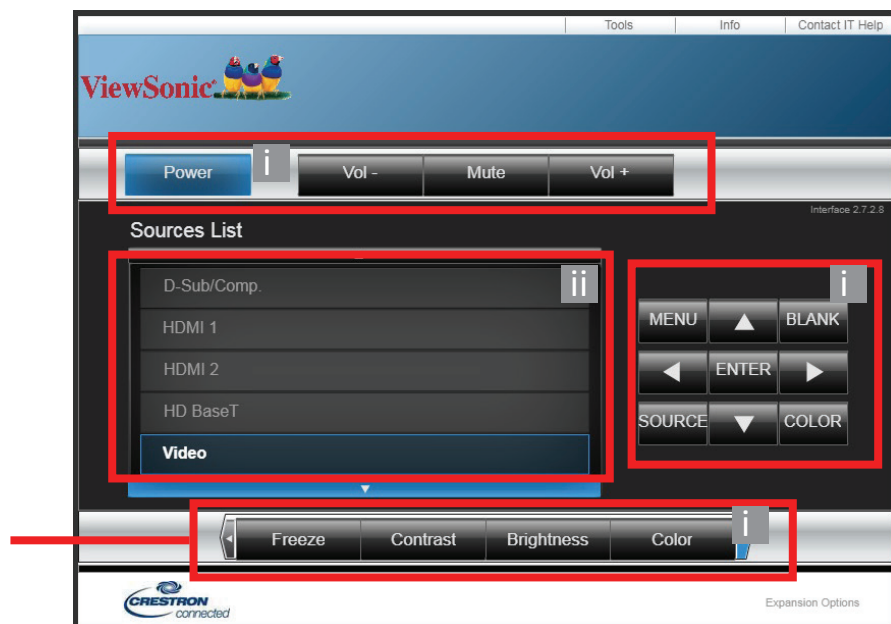 Tools Info Contact IT Help
ViewSonic
Power i Vol - Mute Vol +
Interface 2.7.2.8
Sources List
D-Sub/Comp. ii
HDMI 1
HDMI 2
HD BaseT
Video
i
MENU BLANK
ENTER
SOURCE COLOR
Freeze Contrast Brightness Color i
CRESTRON
connected
Expansion Options